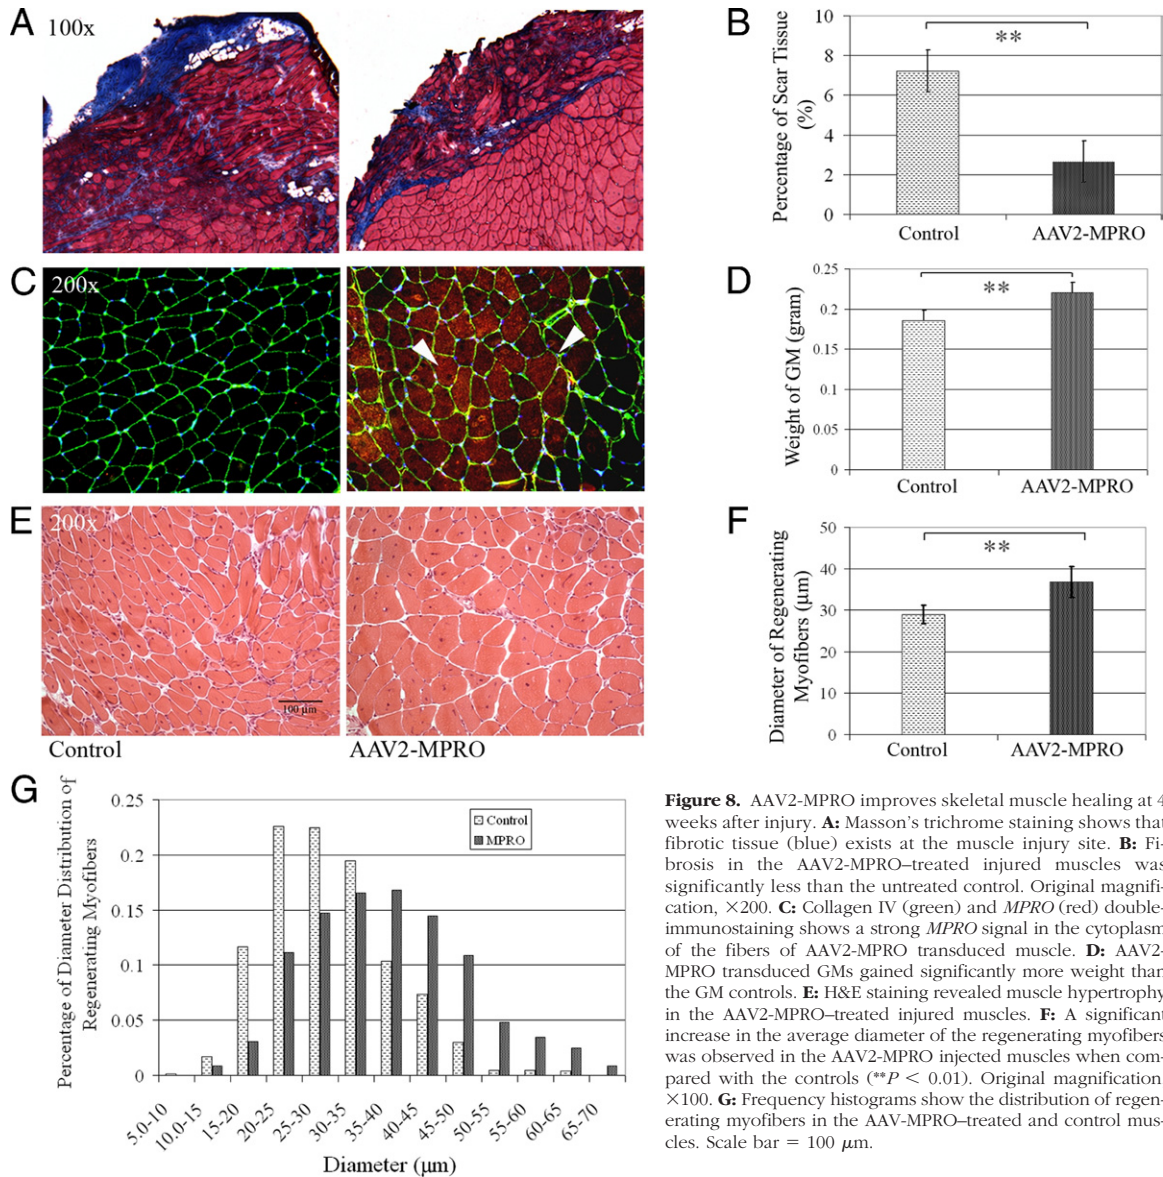 A
100x
B
Percentage of Scar Tissue
(%)
10
8
6
4
2
0
**
Control
AAV2-MPRO
C
200x
D
Weight of GM (gram)
0.25
0.2
0.15
0.1
0.05
0
**
Control
AAV2-MPRO
E
200x
100 µm
Control
AAV2-MPRO
F
Diameter of Regenerating
Myofibers (µm)
50
40
30
20
10
0
**
Control
AAV2-MPRO
G
Percentage of Diameter Distribution of
Regenerating Myofibers
0.25
0.2
0.15
0.1
0.05
0
Control
MPRO
5.0-10
10.0-15
15-20
20-25
25-30
30-35
35-40
40-45
45-50
50-55
55-60
60-65
65-70
Diameter (µm)
Figure 8. AAV2-MPRO improves skeletal muscle healing at 4
weeks after injury. A: Masson's trichrome staining shows that
fibrotic tissue (blue) exists at the muscle injury site. B: Fi-
brosis in the AAV2-MPRO–treated injured muscles was
significantly less than the untreated control. Original magnifi-
cation, ×200. C: Collagen IV (green) and MPRO (red) double-
immunostaining shows a strong MPRO signal in the cytoplasm
of the fibers of AAV2-MPRO transduced muscle. D: AAV2-
MPRO transduced GMs gained significantly more weight than
the GM controls. E: H&E staining revealed muscle hypertrophy
in the AAV2-MPRO–treated injured muscles. F: A significant
increase in the average diameter of the regenerating myofibers
was observed in the AAV2-MPRO injected muscles when com-
pared with the controls (**P < 0.01). Original magnification,
×100. G: Frequency histograms show the distribution of regen-
erating myofibers in the AAV-MPRO–treated and control mus-
cles. Scale bar = 100 µm.